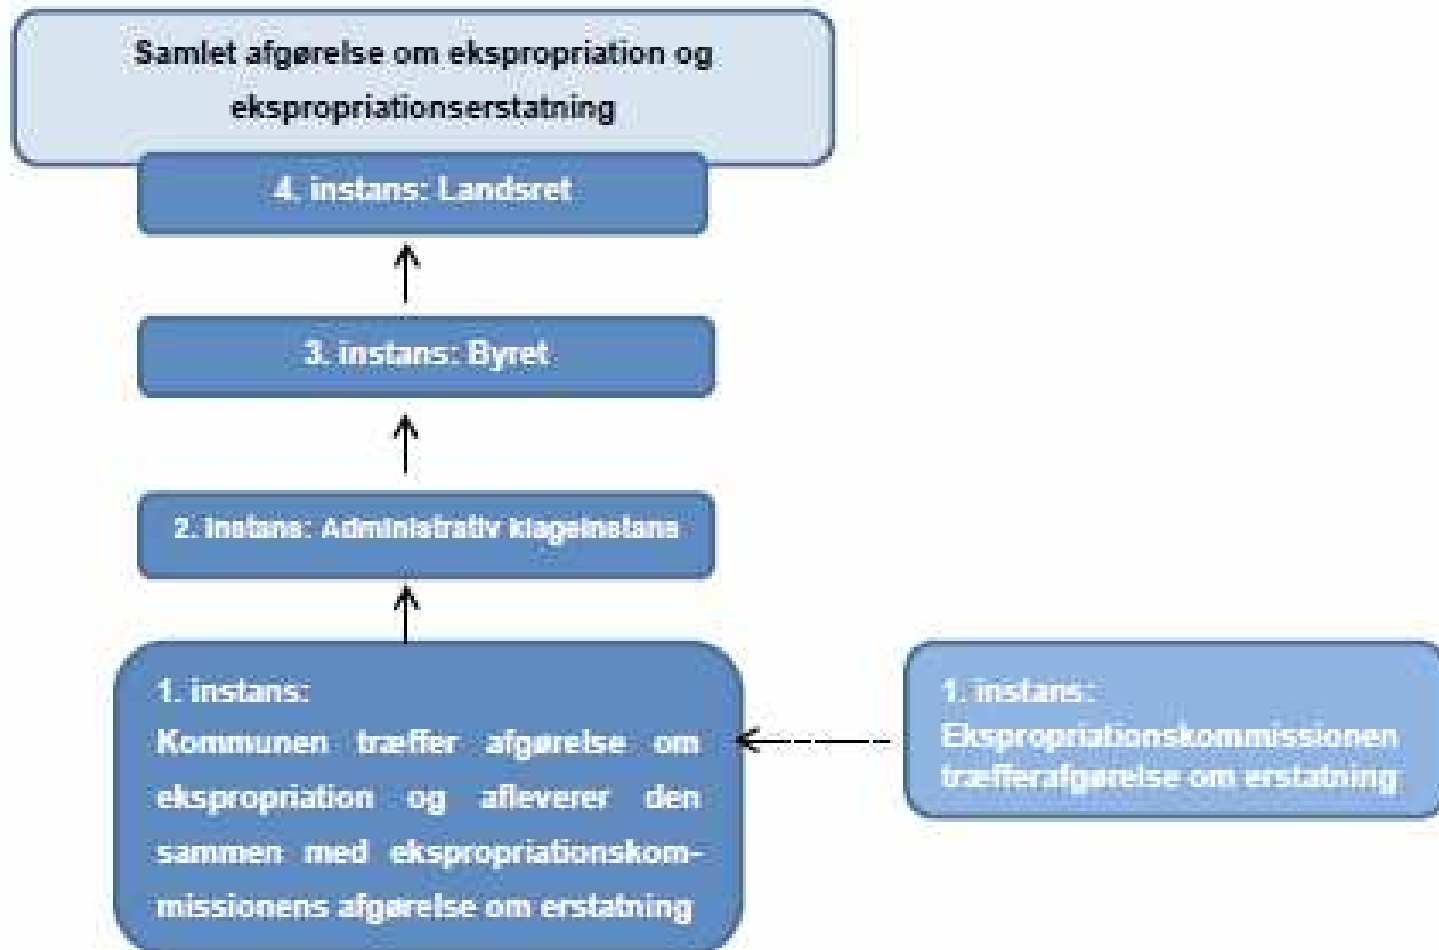 Samlet afgørelse om ekspropriation og
ekspropriationserstatning
4. instans: Landsret
3. instans: Byret
2. instans: Administrativ klageinstans
1. instans:
Kommunen træffer afgørelse om
ekspropriation og afleverer den
sammen med ekspropriationskom-
missionens afgørelse om erstatning
1. instans:
Ekspropriationskommissionen
træfferafgørelse om erstatning